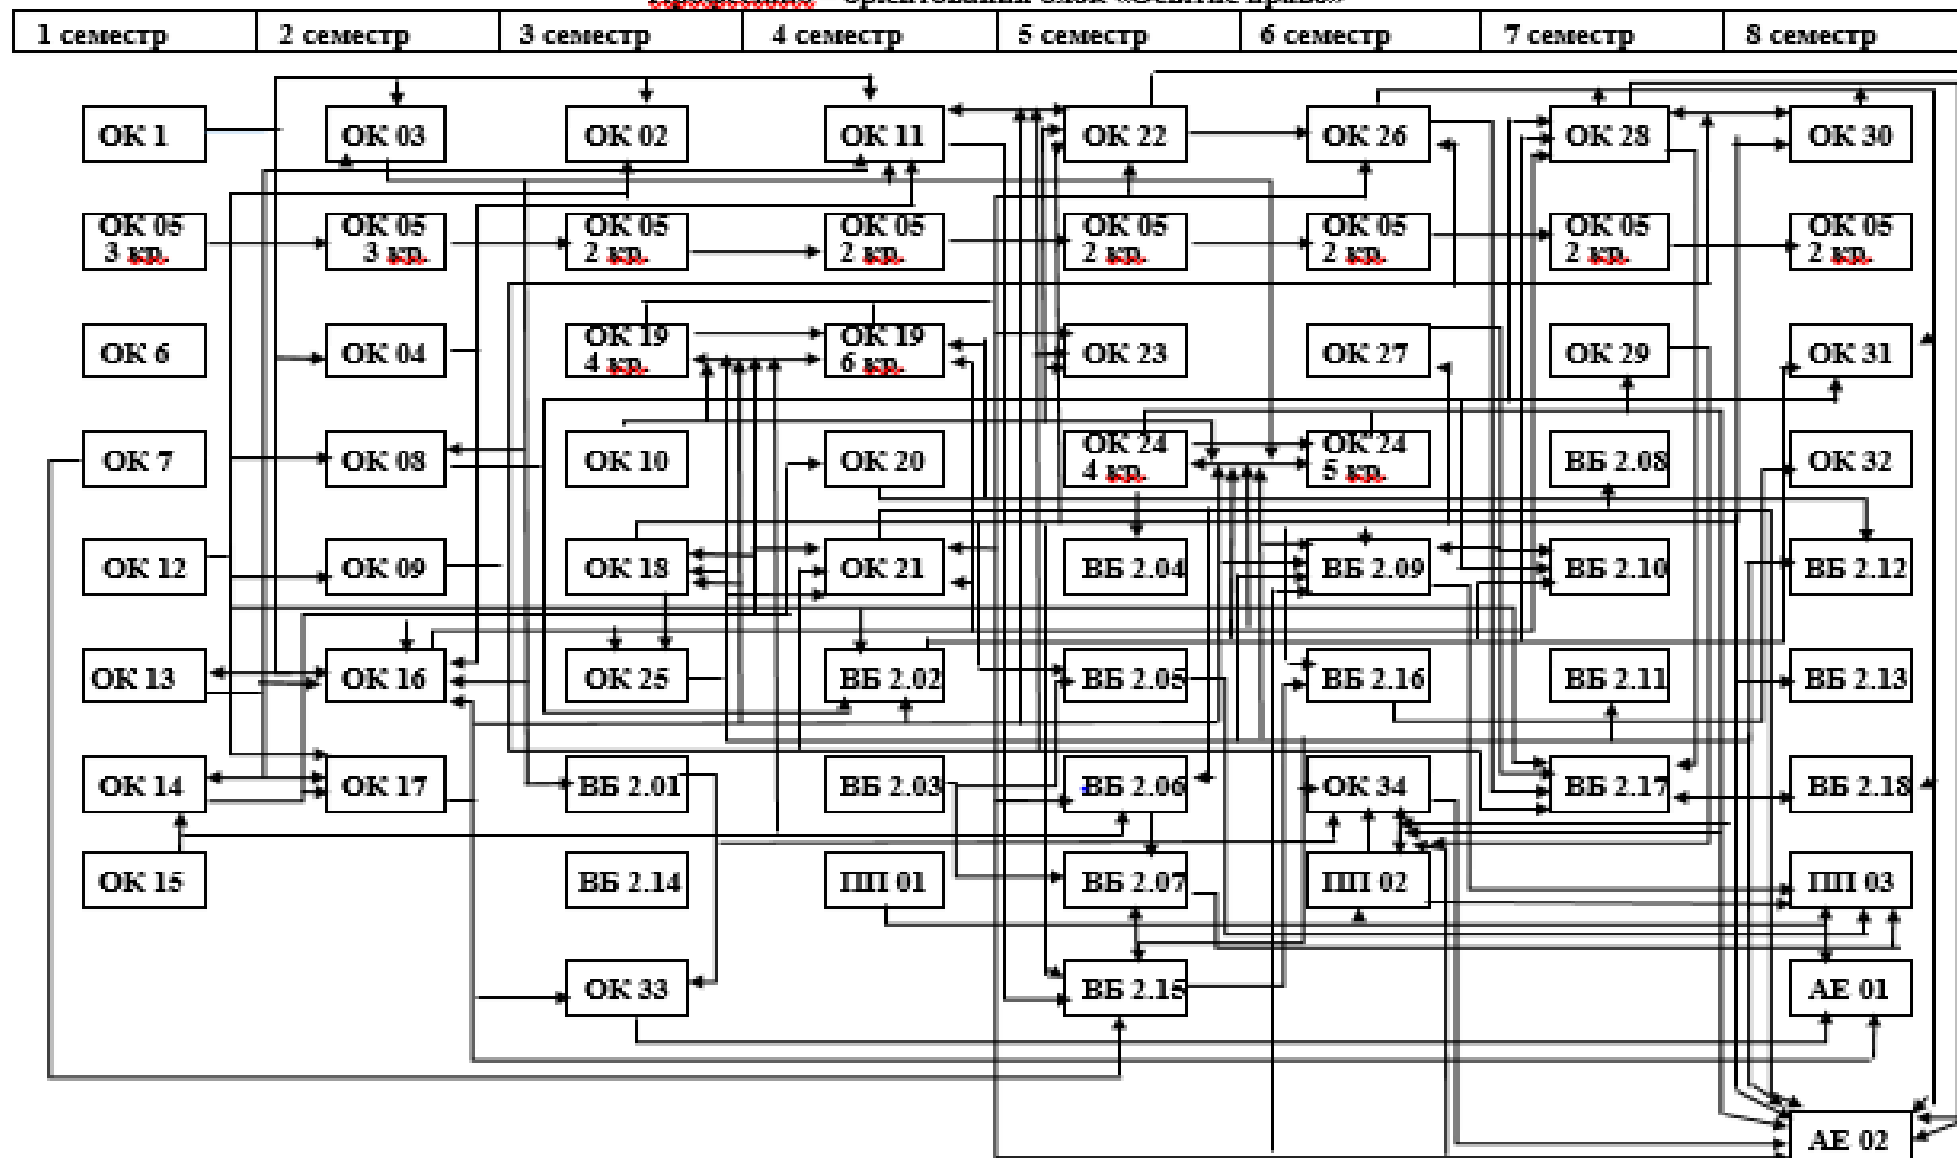 1 семестр 2 семестр 3 семестр 4 семестр 5 семестр 6 семестр 7 семестр 8 семестр
ОК 1 ОК 03 ОК 02 ОК 11 ОК 22 ОК 26 ОК 28 ОК 30
ОК 05 ОК 05 ОК 05 ОК 05 ОК 05 ОК 05 ОК 05 ОК 05
3 кр. 3 кр. 2 кр. 2 кр. 2 кр. 2 кр. 2 кр. 2 кр.
ОК 6 ОК 04 ОК 19 ОК 19 ОК 23 ОК 27 ОК 29 ОК 31
4 кр. 6 кр.
ОК 7 ОК 08 ОК 10 ОК 20 ОК 24 ОК 24 ВБ 2.08 ОК 32
4 кр. 5 кр.
ОК 12 ОК 09 ОК 18 ОК 21 ВБ 2.04 ВБ 2.09 ВБ 2.10 ВБ 2.12
ОК 13 ОК 16 ОК 25 ВБ 2.02 ВБ 2.05 ВБ 2.16 ВБ 2.11 ВБ 2.13
ОК 14 ОК 17 ВБ 2.01 ВБ 2.03 ВБ 2.06 ОК 34 ВБ 2.17 ВБ 2.18
ОК 15 ВБ 2.14 ПП 01 ВБ 2.07 ПП 02 ПП 03
ОК 33 ВБ 2.15 АЕ 01
АЕ 02